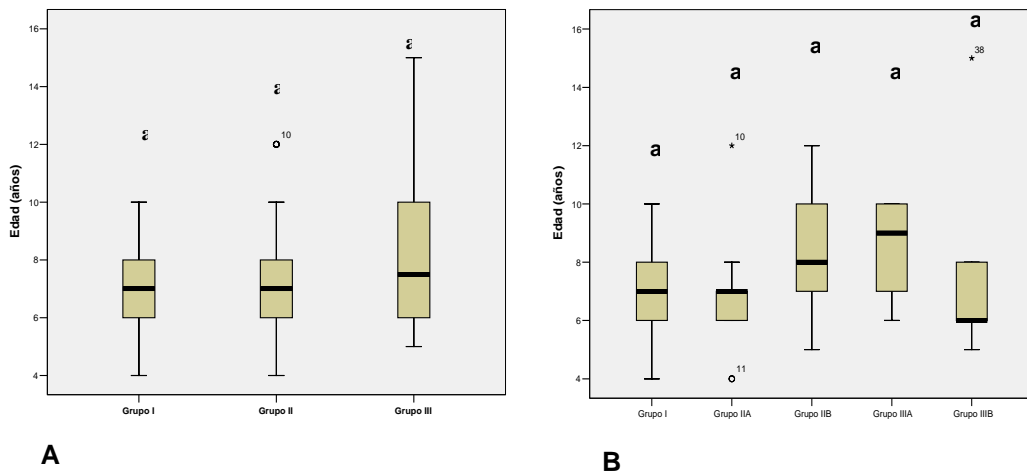 16
14
12
10
8
6
4
Edad (años)
a
a
a
10
Grupo I
Grupo II
Grupo III
A
16
14
12
10
8
6
4
Edad (años)
a
a
a
a
a
10
11
38
Grupo I
Grupo IIA
Grupo IIB
Grupo IIIA
Grupo IIIB
B